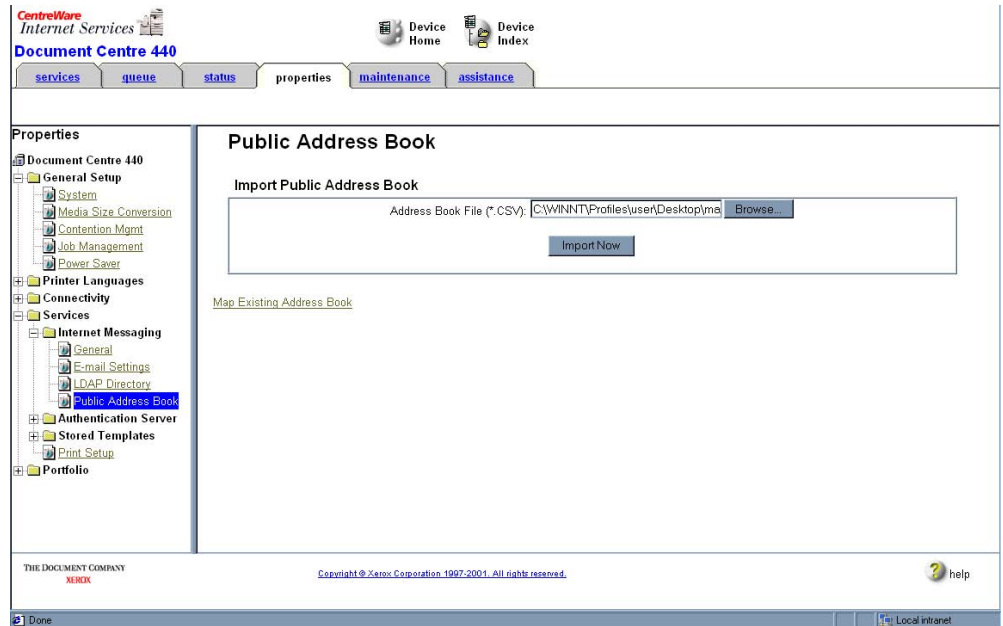 CentreWare
Internet Services
Device
Home
Device
Index
Document Centre 440
services
queue
status
properties
maintenance
assistance
Properties
Document Centre 440
General Setup
System
Media Size Conversion
Contention Mgmt
Job Management
Power Saver
Printer Languages
Connectivity
Services
Internet Messaging
General
E-mail Settings
LDAP Directory
Public Address Book
Authentication Server
Stored Templates
Print Setup
Portfolio
Public Address Book
Import Public Address Book
Address Book File (*.CSV): C:\WINNT\Profiles\user\Desktop\ma Browse...
Import Now
Map Existing Address Book
THE DOCUMENT COMPANY
XEROX
Copyright © Xerox Corporation 1997-2001. All rights reserved.
help
Done
Local intranet